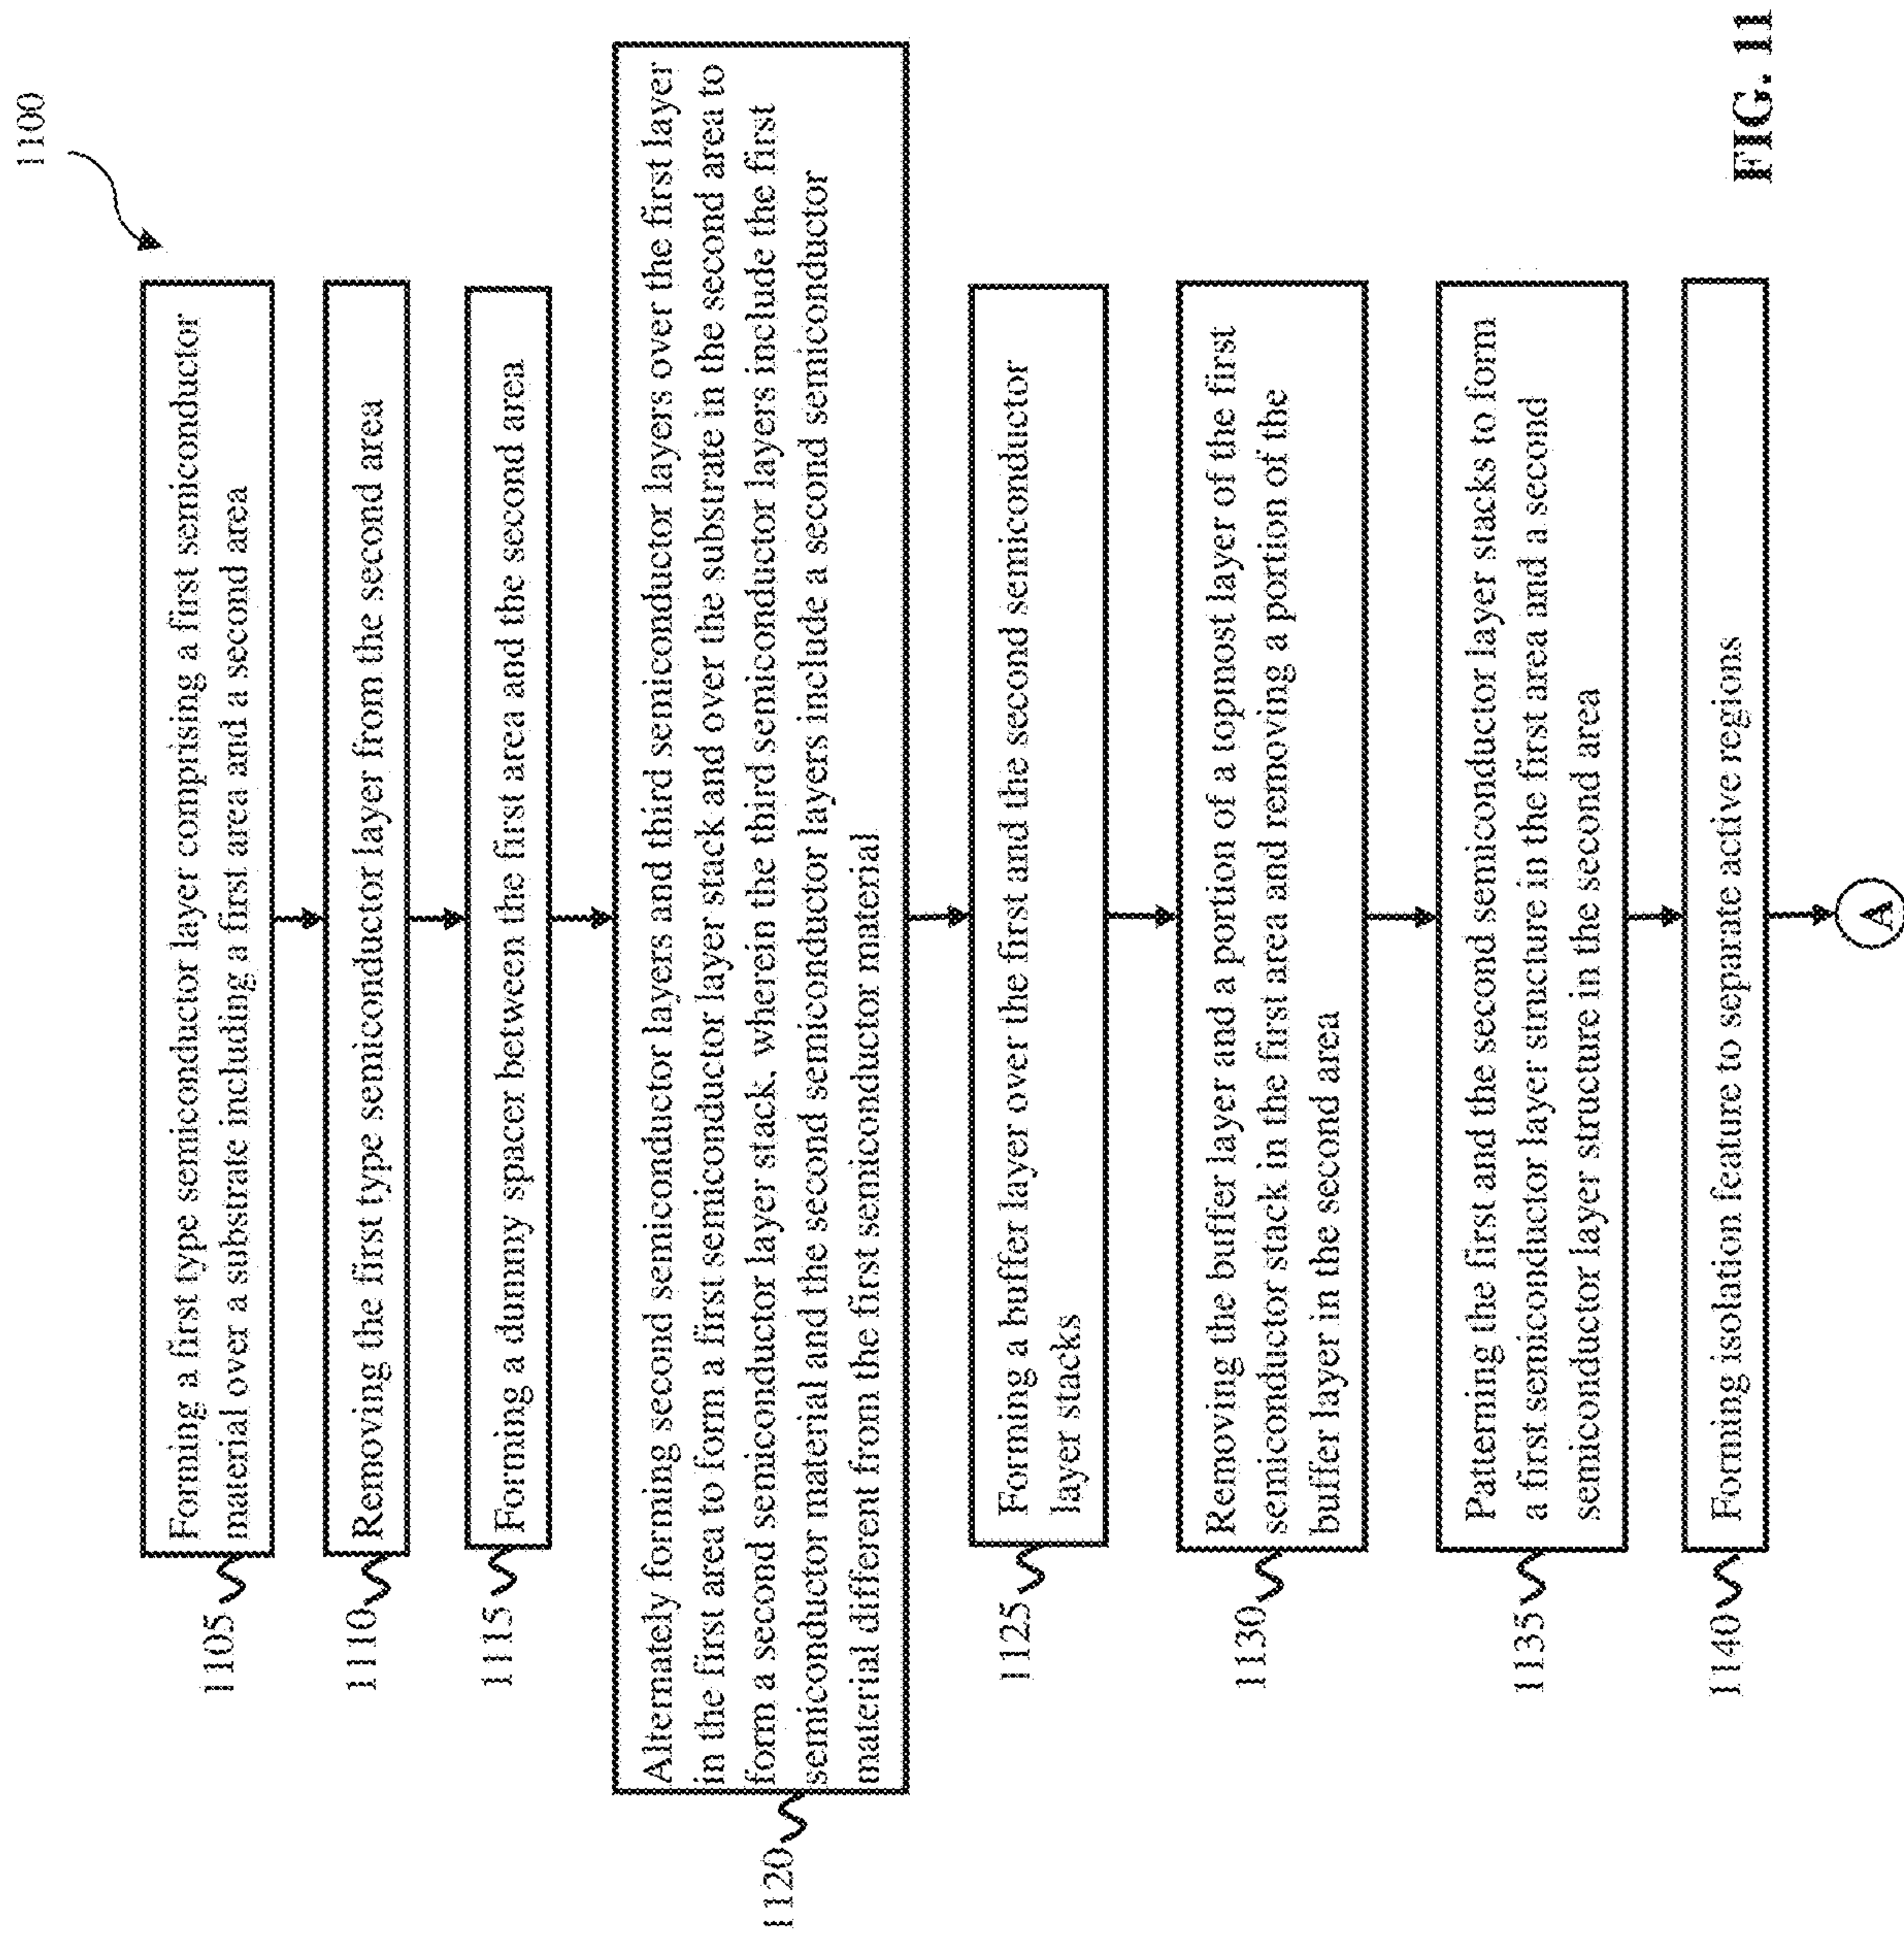 1100
1105
Forming a first type semiconductor layer comprising a first semiconductor
material over a substrate including a first area and a second area
1110
Removing the first type semiconductor layer from the second area
1115
Forming a dummy spacer between the first area and the second area
1120
Alternately forming second semiconductor layers and third semiconductor layers over the first layer
in the first area to form a first semiconductor layer stack and over the substrate in the second area to
form a second semiconductor layer stack, wherein the third semiconductor layers include the first
semiconductor material and the second semiconductor layers include a second semiconductor
material different from the first semiconductor material
1125
Forming a buffer layer over the first and the second semiconductor
layer stacks
1130
Removing the buffer layer and a portion of a topmost layer of the first
semiconductor stack in the first area and removing a portion of the
buffer layer in the second area
1135
Patterning the first and the second semiconductor layer stacks to form
a first semiconductor layer structure in the first area and a second
semiconductor layer structure in the second area
1140
Forming isolation feature to separate active regions
A
FIG. 11